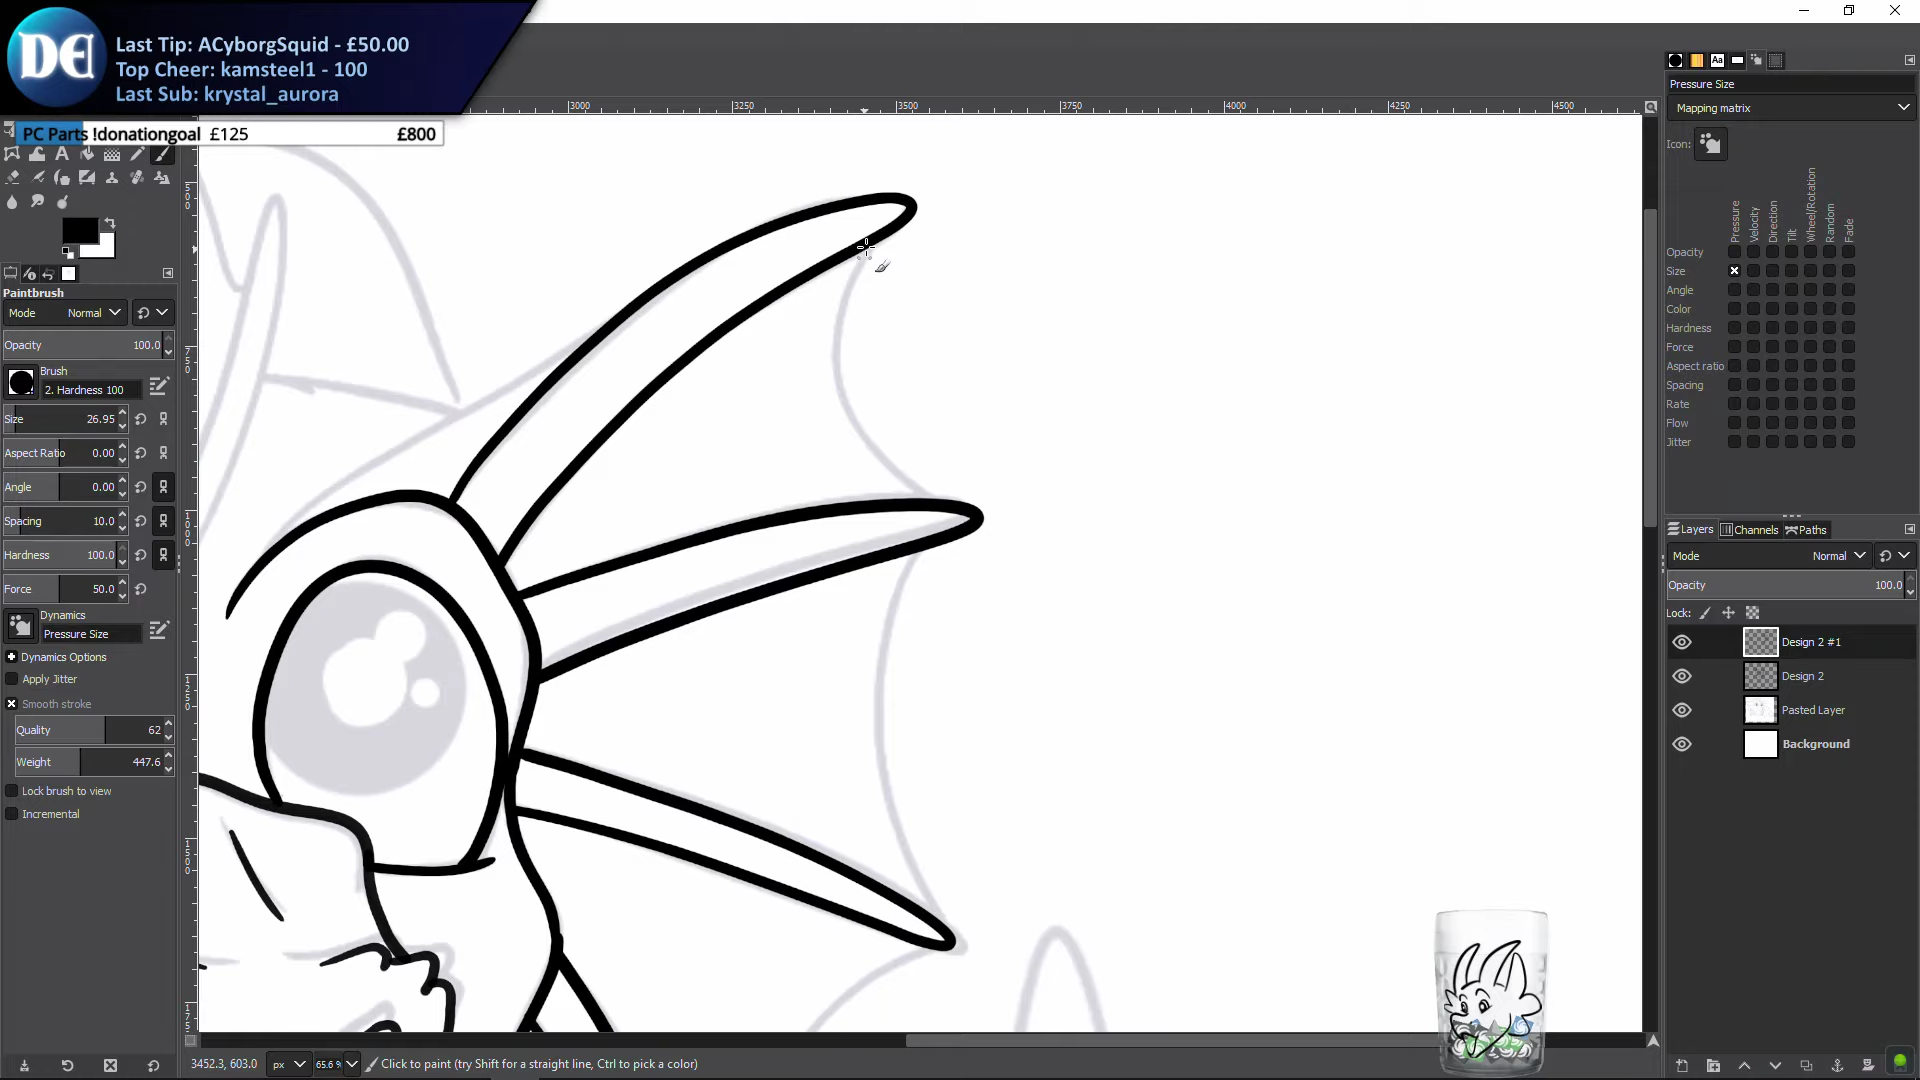 DE
Last Tip: ACyborgSquid - £50.00
Top Cheer: kamsteel1 - 100
Last Sub: krystal_aurora
PC Parts !donationgoal £125 £800
3000 3250 3500 3750 4000 4250 4500
Paintbrush
Mode Normal
Opacity 100.0
Brush
2. Hardness 100
Size 26.95
Aspect Ratio 0.00
Angle 0.00
Spacing 10.0
Hardness 100.0
Force 50.0
Dynamics
Pressure Size
Dynamics Options
Apply Jitter
Smooth stroke
Quality 62
Weight 447.6
Lock brush to view
Incremental
3452.3, 603.0 px 65.6 % Click to paint (try Shift for a straight line, Ctrl to pick a color)
Aa
Pressure Size
Mapping matrix
Icon:
Pressure Velocity Direction Tilt Wheel/Rotation Random Fade
Opacity
Size
Angle
Color
Hardness
Force
Aspect ratio
Spacing
Rate
Flow
Jitter
Layers Channels Paths
Mode Normal
Opacity 100.0
Lock:
Design 2 #1
Design 2
Pasted Layer
Background